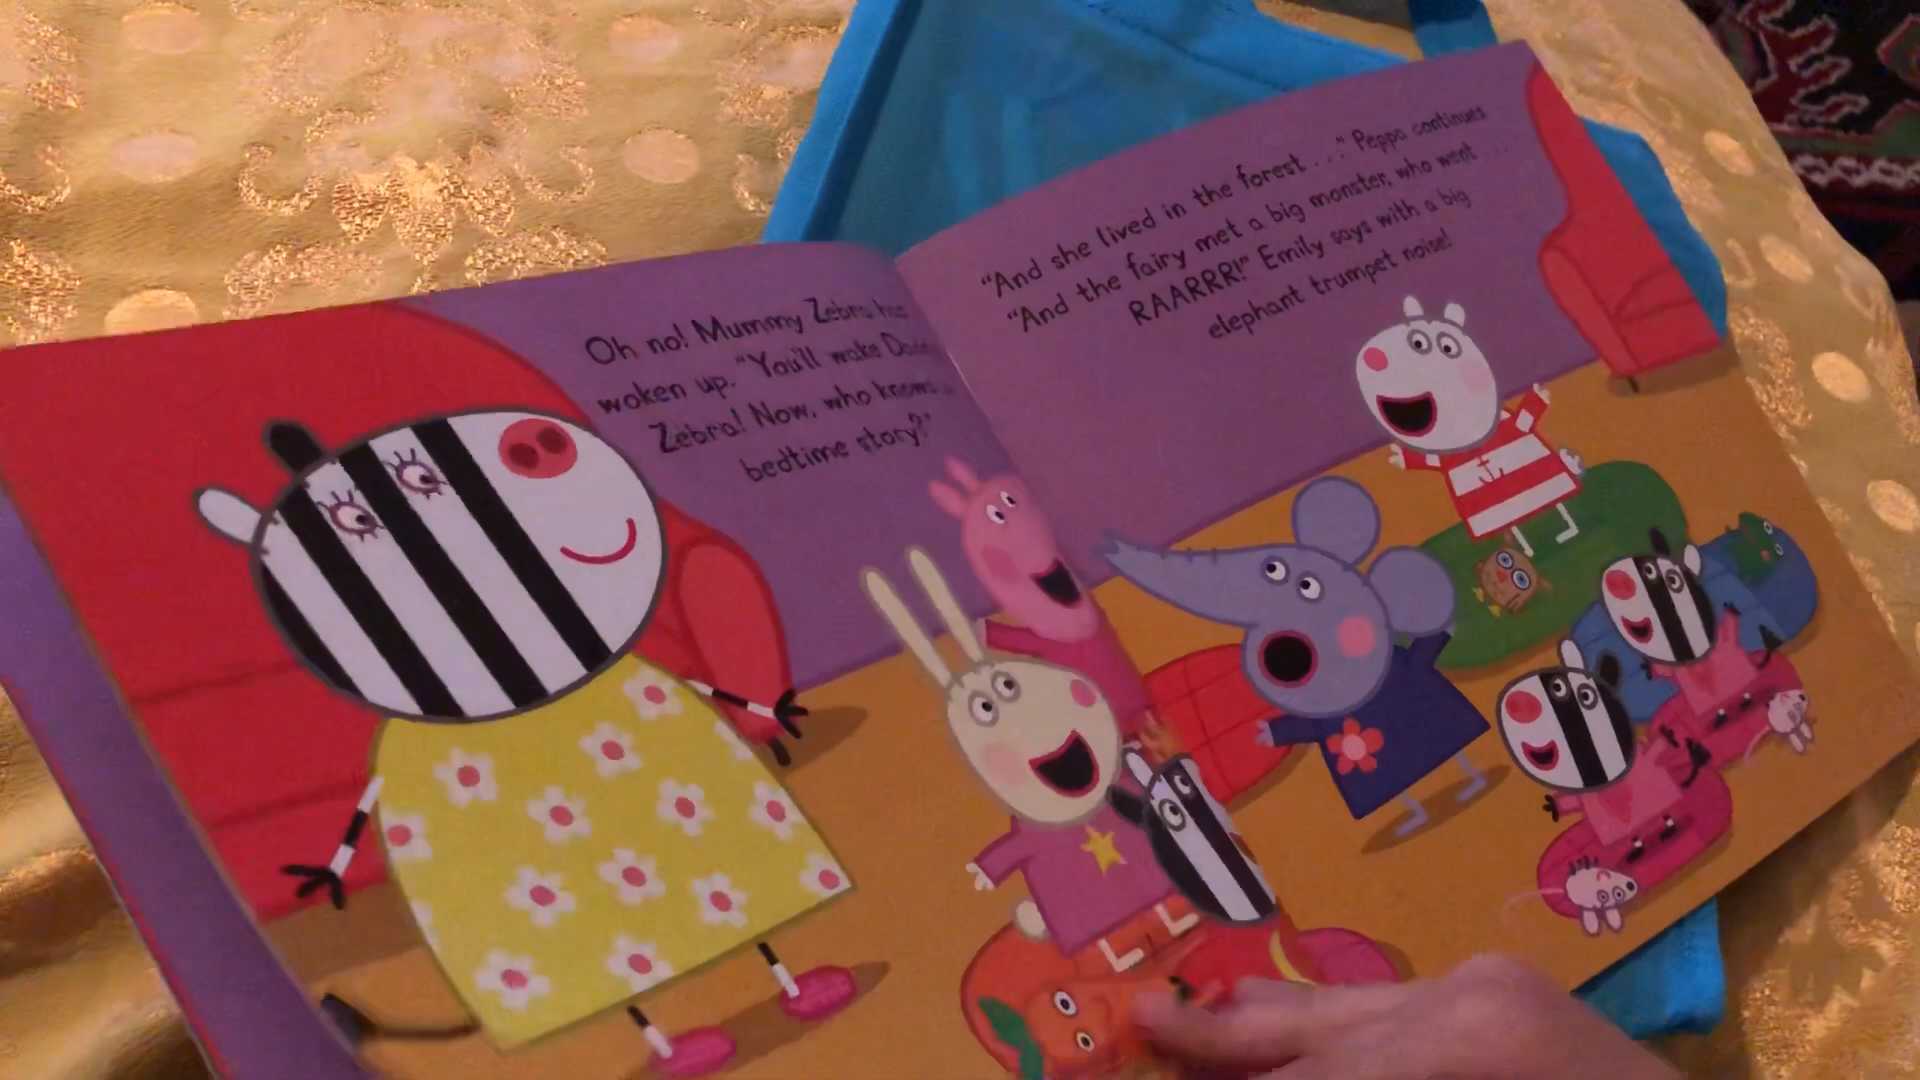 Oh no! Mummy Zebra has
woken up. "You'll wake Daddy
Zebra! Now, who knows a
bedtime story?"
"And she lived in the forest . . ." Peppa continues
"And the fairy met a big monster, who went
RAARRR!" Emily says with a big
elephant trumpet noise!